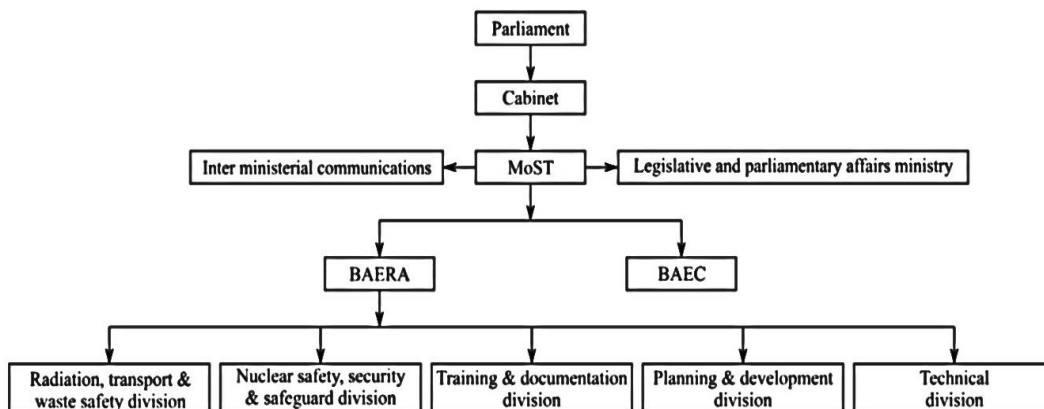 Parliament
Cabinet
Inter ministerial communications
MoST
Legislative and parliamentary affairs ministry
BAERA
BAEC
Radiation, transport &
waste safety division
Nuclear safety, security
& safeguard division
Training & documentation
division
Planning & development
division
Technical
division